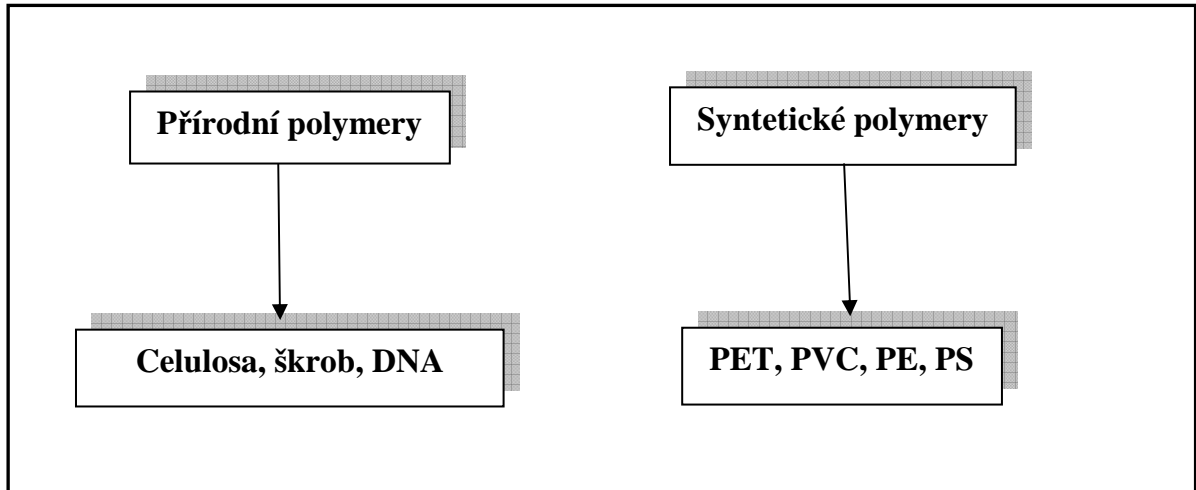 Přírodní polymery
Syntetické polymery
Celulosa, škrob, DNA
PET, PVC, PE, PS